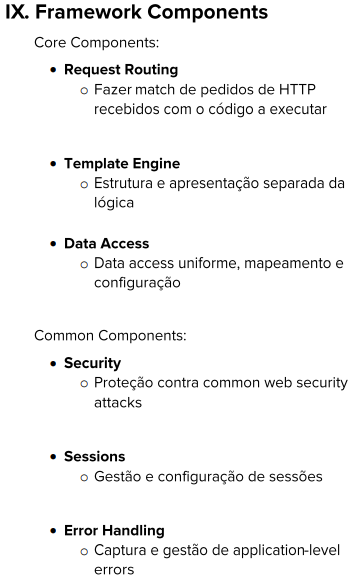 IX. Framework Components
Core Components:
• Request Routing
○ Fazer match de pedidos de HTTP
recebidos com o código a executar
• Template Engine
○ Estrutura e apresentação separada da
lógica
• Data Access
○ Data access uniforme, mapeamento e
configuração
Common Components:
• Security
○ Proteção contra common web security
attacks
• Sessions
○ Gestão e configuração de sessões
• Error Handling
○ Captura e gestão de application-level
errors